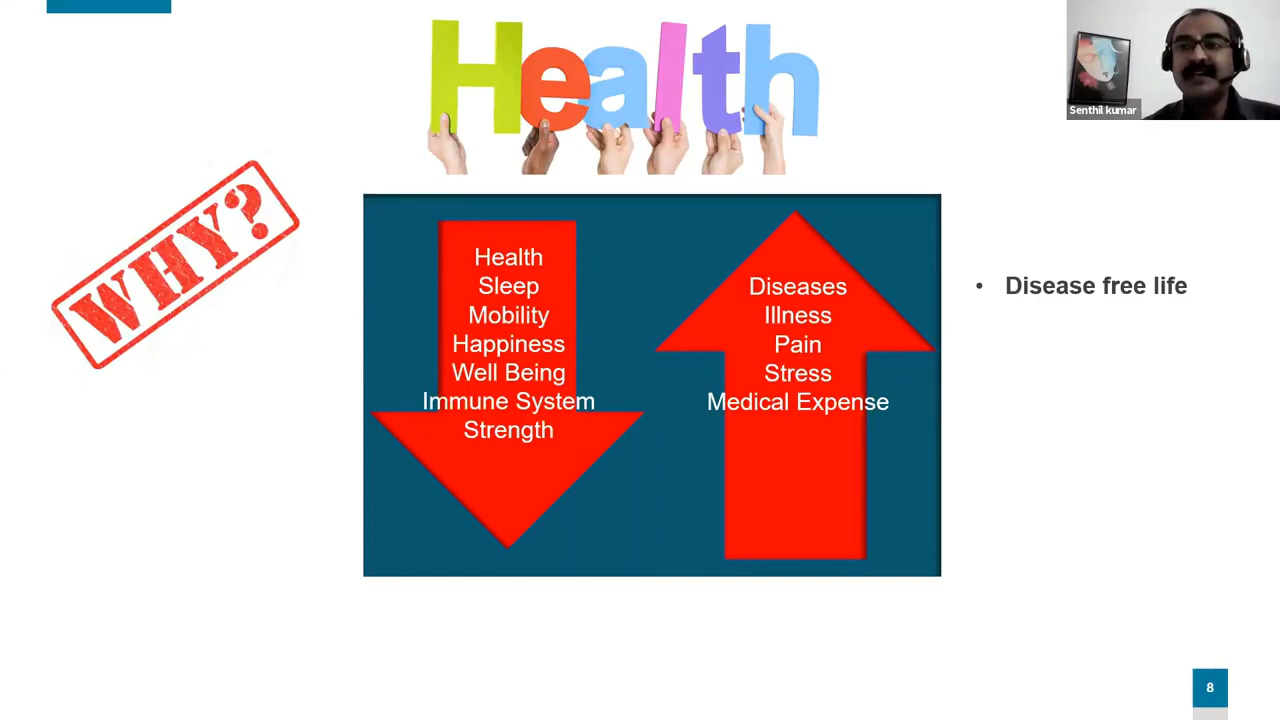 Health
Senthil kumar
WHY?
Health
Sleep
Mobility
Happiness
Well Being
Immune System
Strength
Diseases
Illness
Pain
Stress
Medical Expense
• Disease free life
8